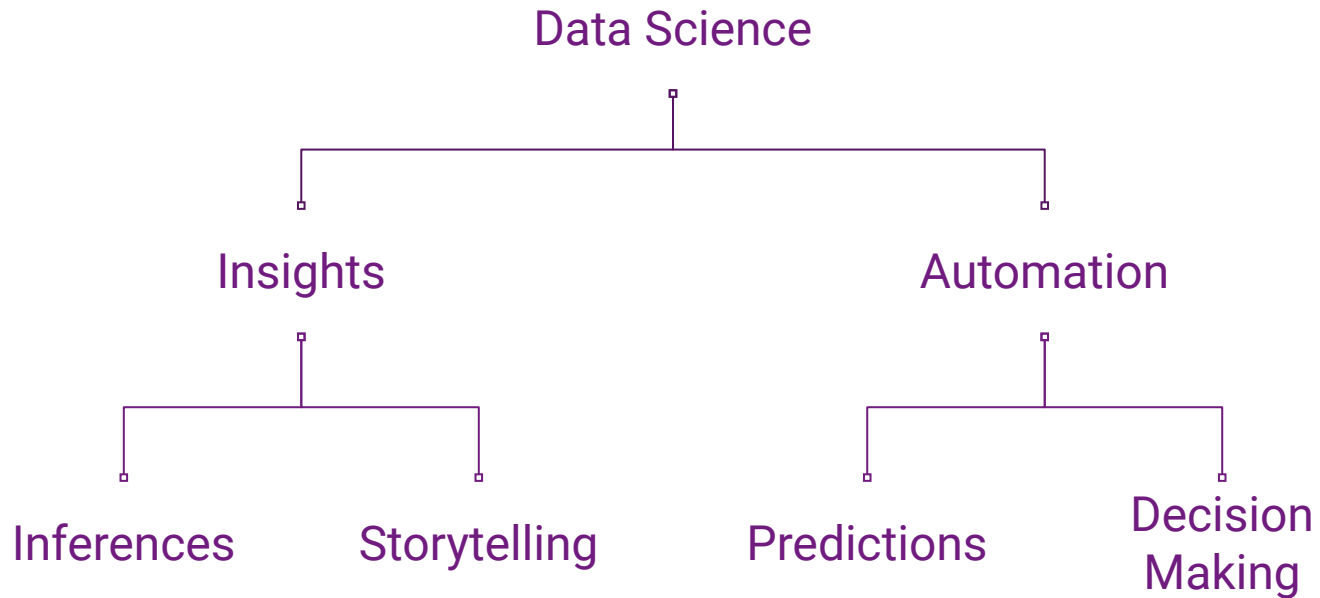 Data Science
Insights
Automation
Inferences
Storytelling
Predictions
Decision
Making